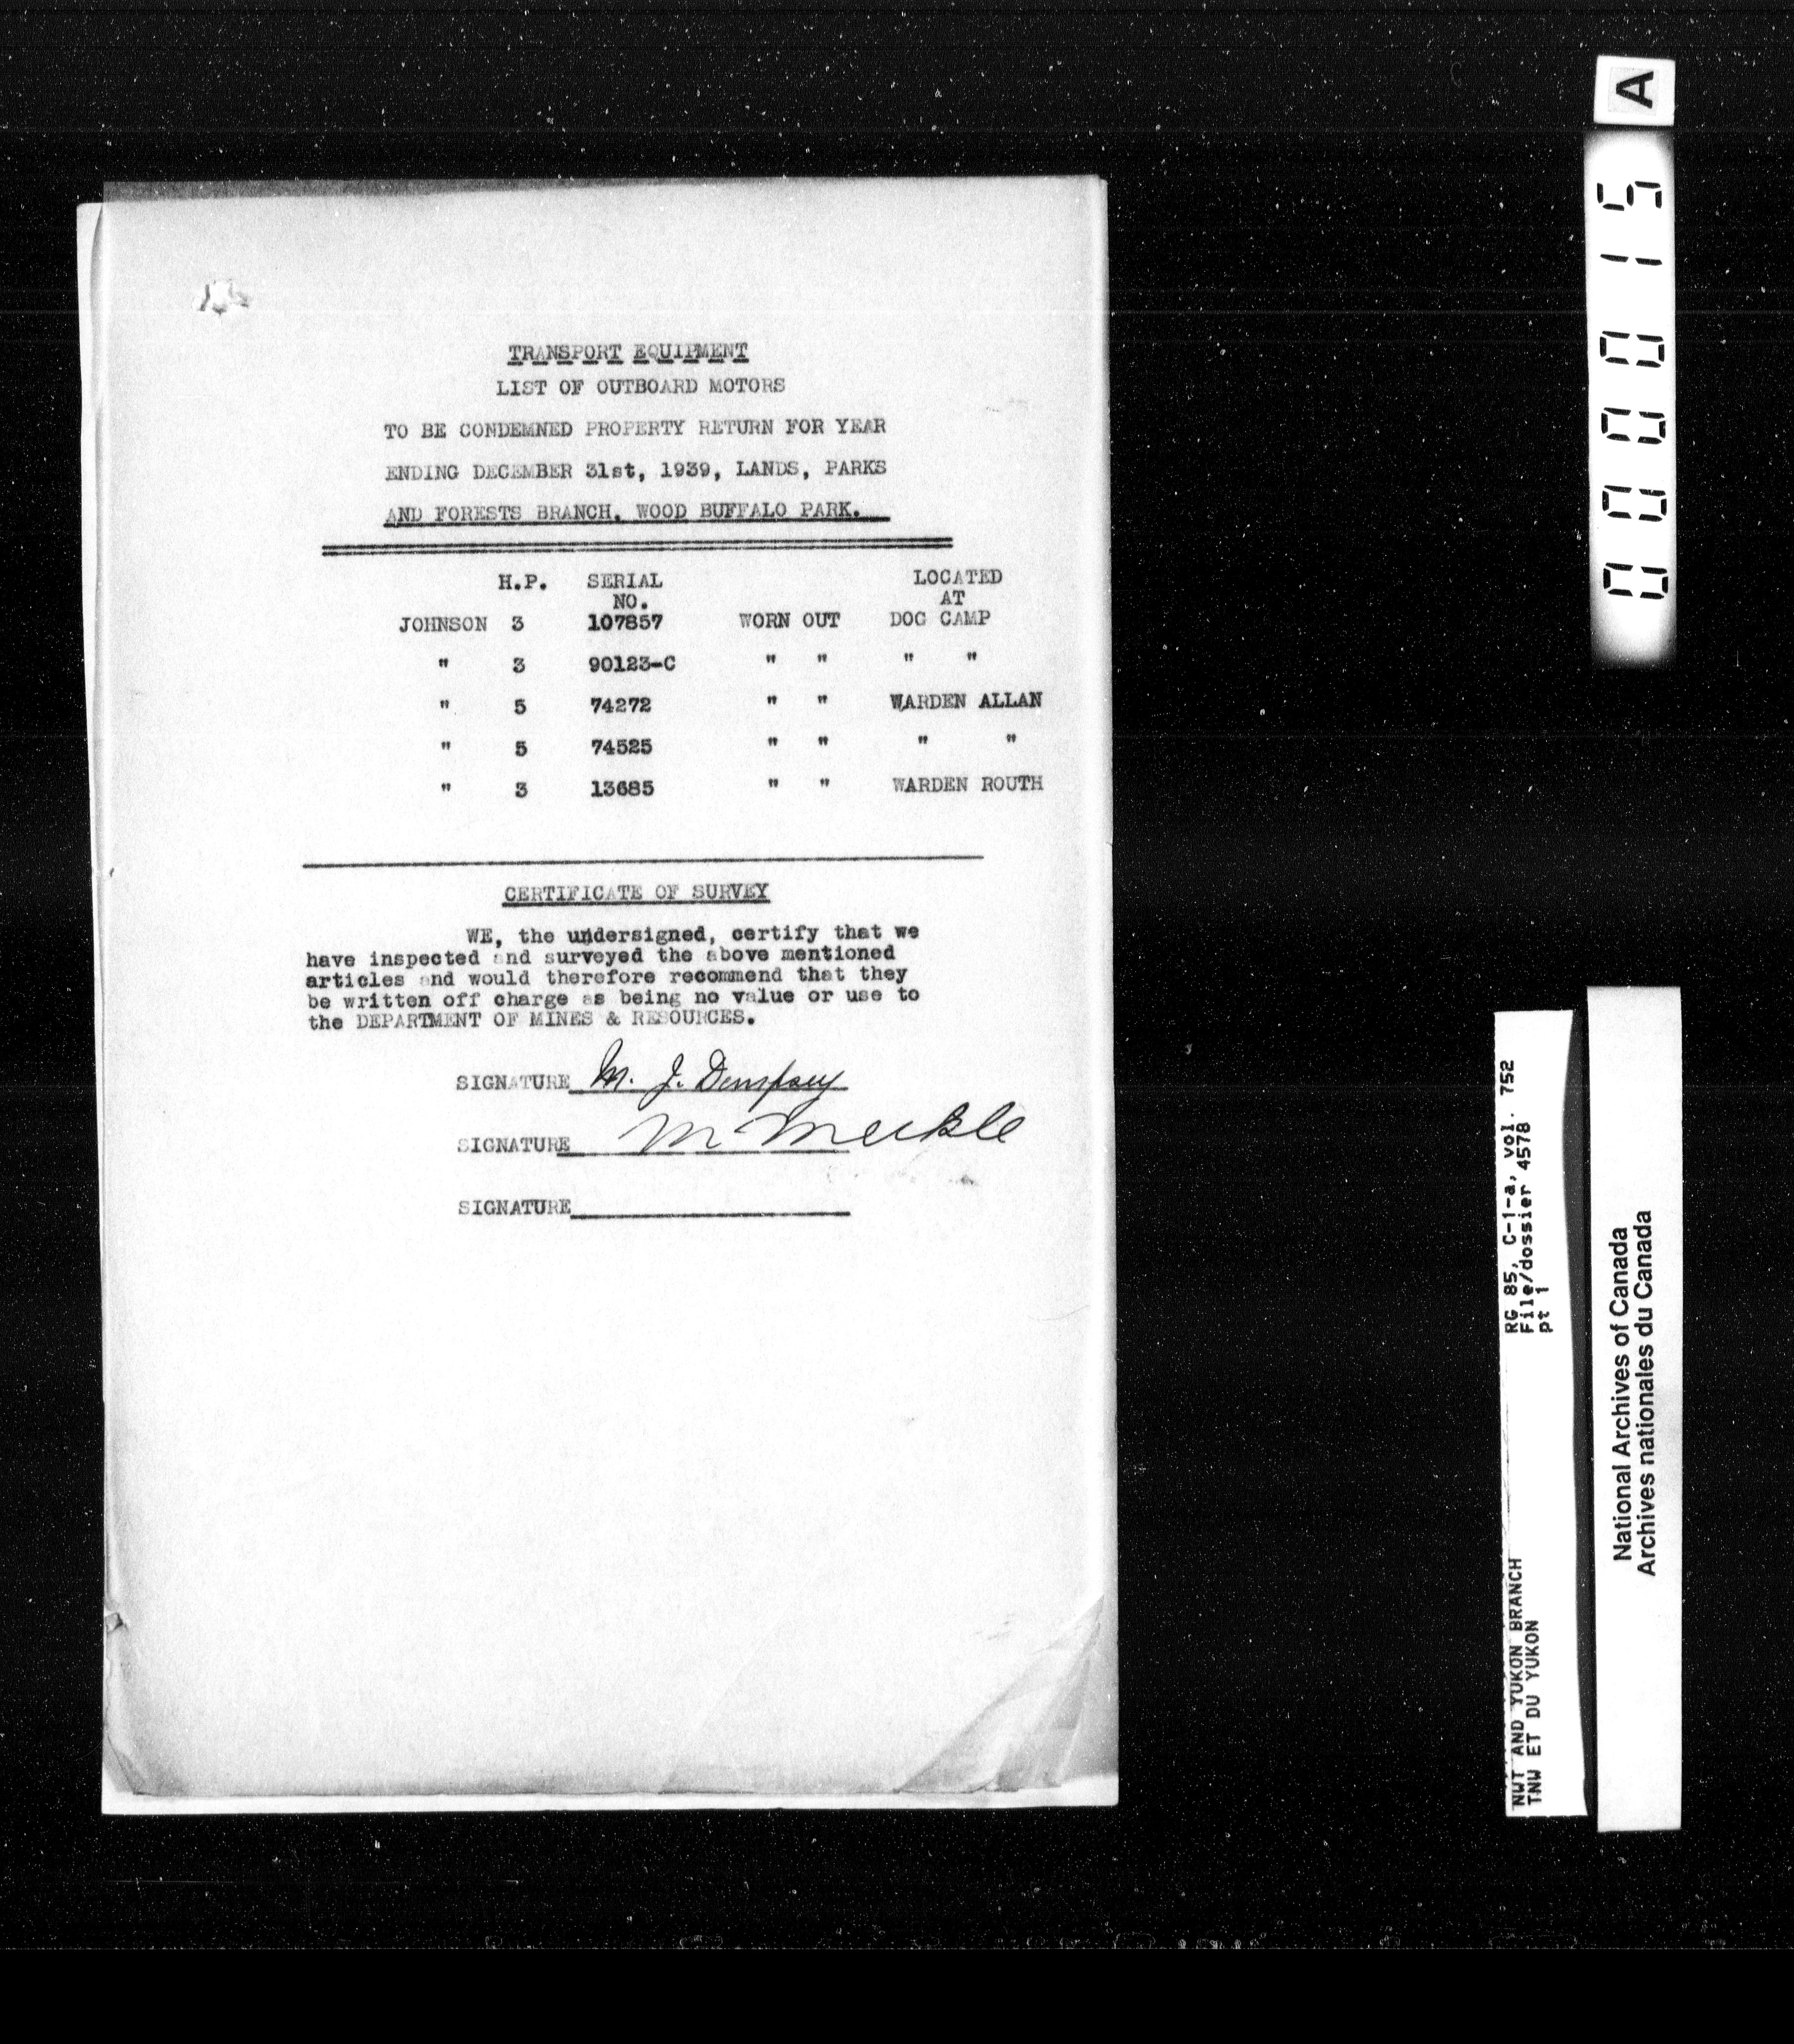 TRANSPORT EQUIPMENT
LIST OF OUTBOARD MOTORS
TO BE CONDEMNED PROPERTY RETURN FOR YEAR
ENDING DECEMBER 31st, 1939, LANDS, PARKS
AND FORESTS BRANCH. WOOD BUFFALO PARK.
H.P. SERIAL NO. LOCATED AT
JOHNSON 3 107857 WORN OUT DOG CAMP
" 3 90123-C " " " "
" 5 74272 " " WARDEN ALLAN
" 5 74525 " " " "
" 3 13685 " " WARDEN ROUTH
CERTIFICATE OF SURVEY
WE, the undersigned, certify that we
have inspected and surveyed the above mentioned
articles and would therefore recommend that they
be written off charge as being no value or use to
the DEPARTMENT OF MINES & RESOURCES.
SIGNATURE M. J. Dempsey
SIGNATURE M Meikle
SIGNATURE
A
000015
RG 85, C-1-a, vol. 752
File/dossier 4578
pt 1
NWT AND YUKON BRANCH
TNW ET DU YUKON
National Archives of Canada
Archives nationales du Canada